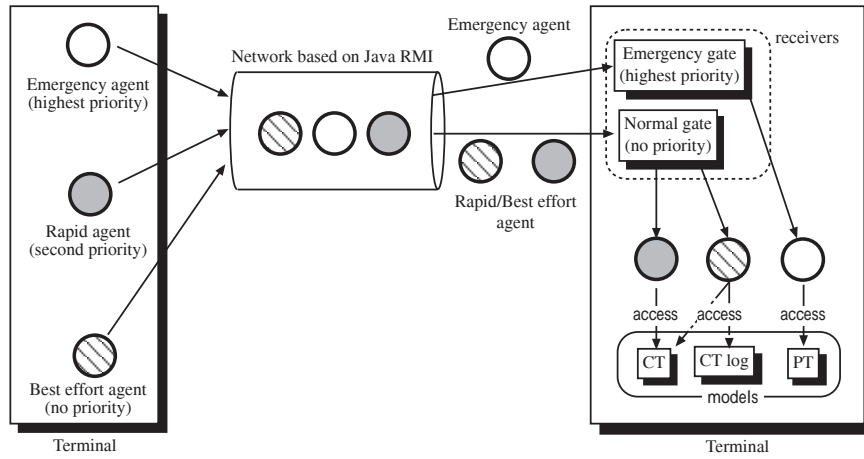 Emergency agent
(highest priority)
Rapid agent
(second priority)
Best effort agent
(no priority)
Terminal
Network based on Java RMI
Emergency agent
Rapid/Best effort
agent
receivers
Emergency gate
(highest priority)
Normal gate
(no priority)
access
access
access
CT
CT log
PT
models
Terminal